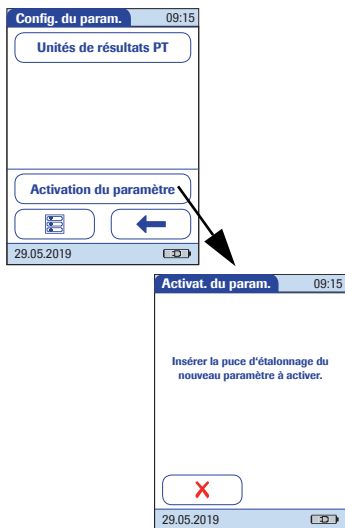 Config. du param. 09:15
Unités de résultats PT
Activation du paramètre
29.05.2019
Activat. du param. 09:15
Insérer la puce d'étalonnage du
nouveau paramètre à activer.
29.05.2019